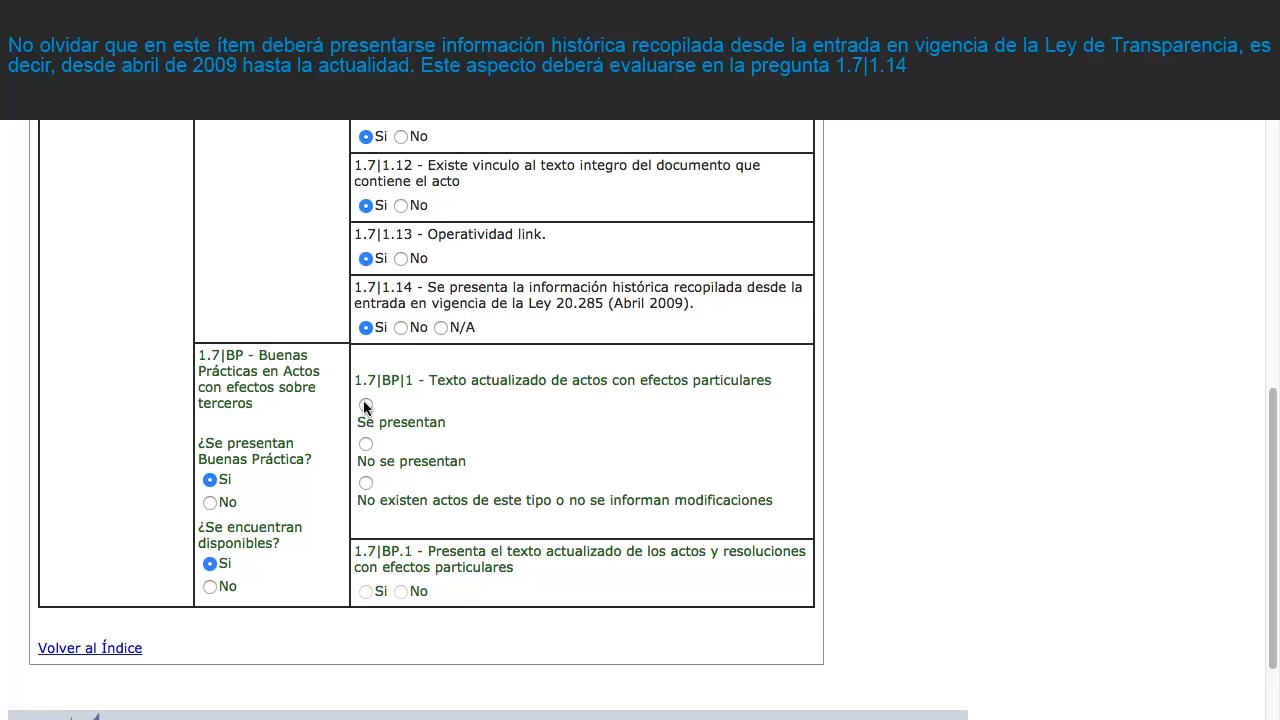 No olvidar que en este ítem deberá presentarse información histórica recopilada desde la entrada en vigencia de la Ley de Transparencia, es
decir, desde abril de 2009 hasta la actualidad. Este aspecto deberá evaluarse en la pregunta 1.7|1.14
Si No
1.7|1.12 - Existe vinculo al texto integro del documento que
contiene el acto
Si No
1.7|1.13 - Operatividad link.
Si No
1.7|1.14 - Se presenta la información histórica recopilada desde la
entrada en vigencia de la Ley 20.285 (Abril 2009).
Si No N/A
1.7|BP - Buenas
Prácticas en Actos
con efectos sobre
terceros
¿Se presentan
Buenas Práctica?
Si
No
¿Se encuentran
disponibles?
Si
No
1.7|BP|1 - Texto actualizado de actos con efectos particulares
Se presentan
No se presentan
No existen actos de este tipo o no se informan modificaciones
1.7|BP.1 - Presenta el texto actualizado de los actos y resoluciones
con efectos particulares
Si No
Volver al Índice